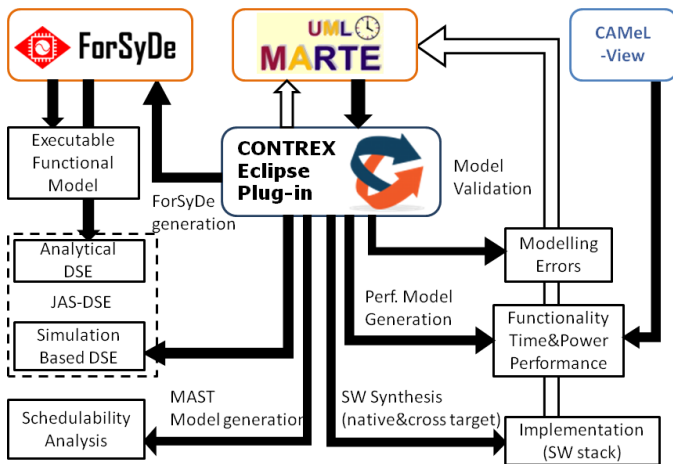 ForSyDe
UML
MARTE
CAMeL
-View
Executable
Functional
Model
CONTREX
Eclipse
Plug-in
Model
Validation
ForSyDe
generation
Analytical
DSE
JAS-DSE
Simulation
Based DSE
Modelling
Errors
Perf. Model
Generation
Functionality
Time&Power
Performance
MAST
Model generation
SW Synthesis
(native&cross target)
Schedulability
Analysis
Implementation
(SW stack)